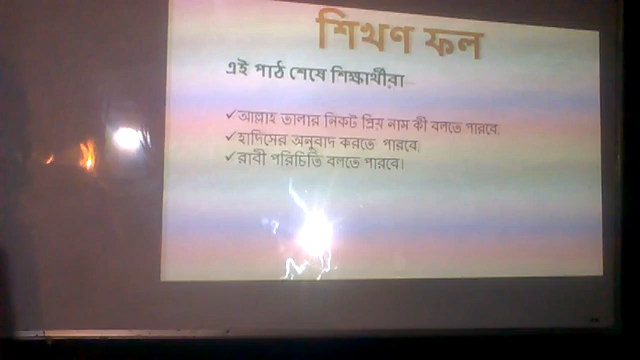 শিখণ ফল
এই পাঠ শেষে শিক্ষার্থীরা
✓আল্লাহ তালার নিকট প্রিয় নাম কী বলতে পারবে.
✓হাদিসের অনুবাদ করতে পারবে.
✓রাবী পরিচিতি বলতে পারবে।